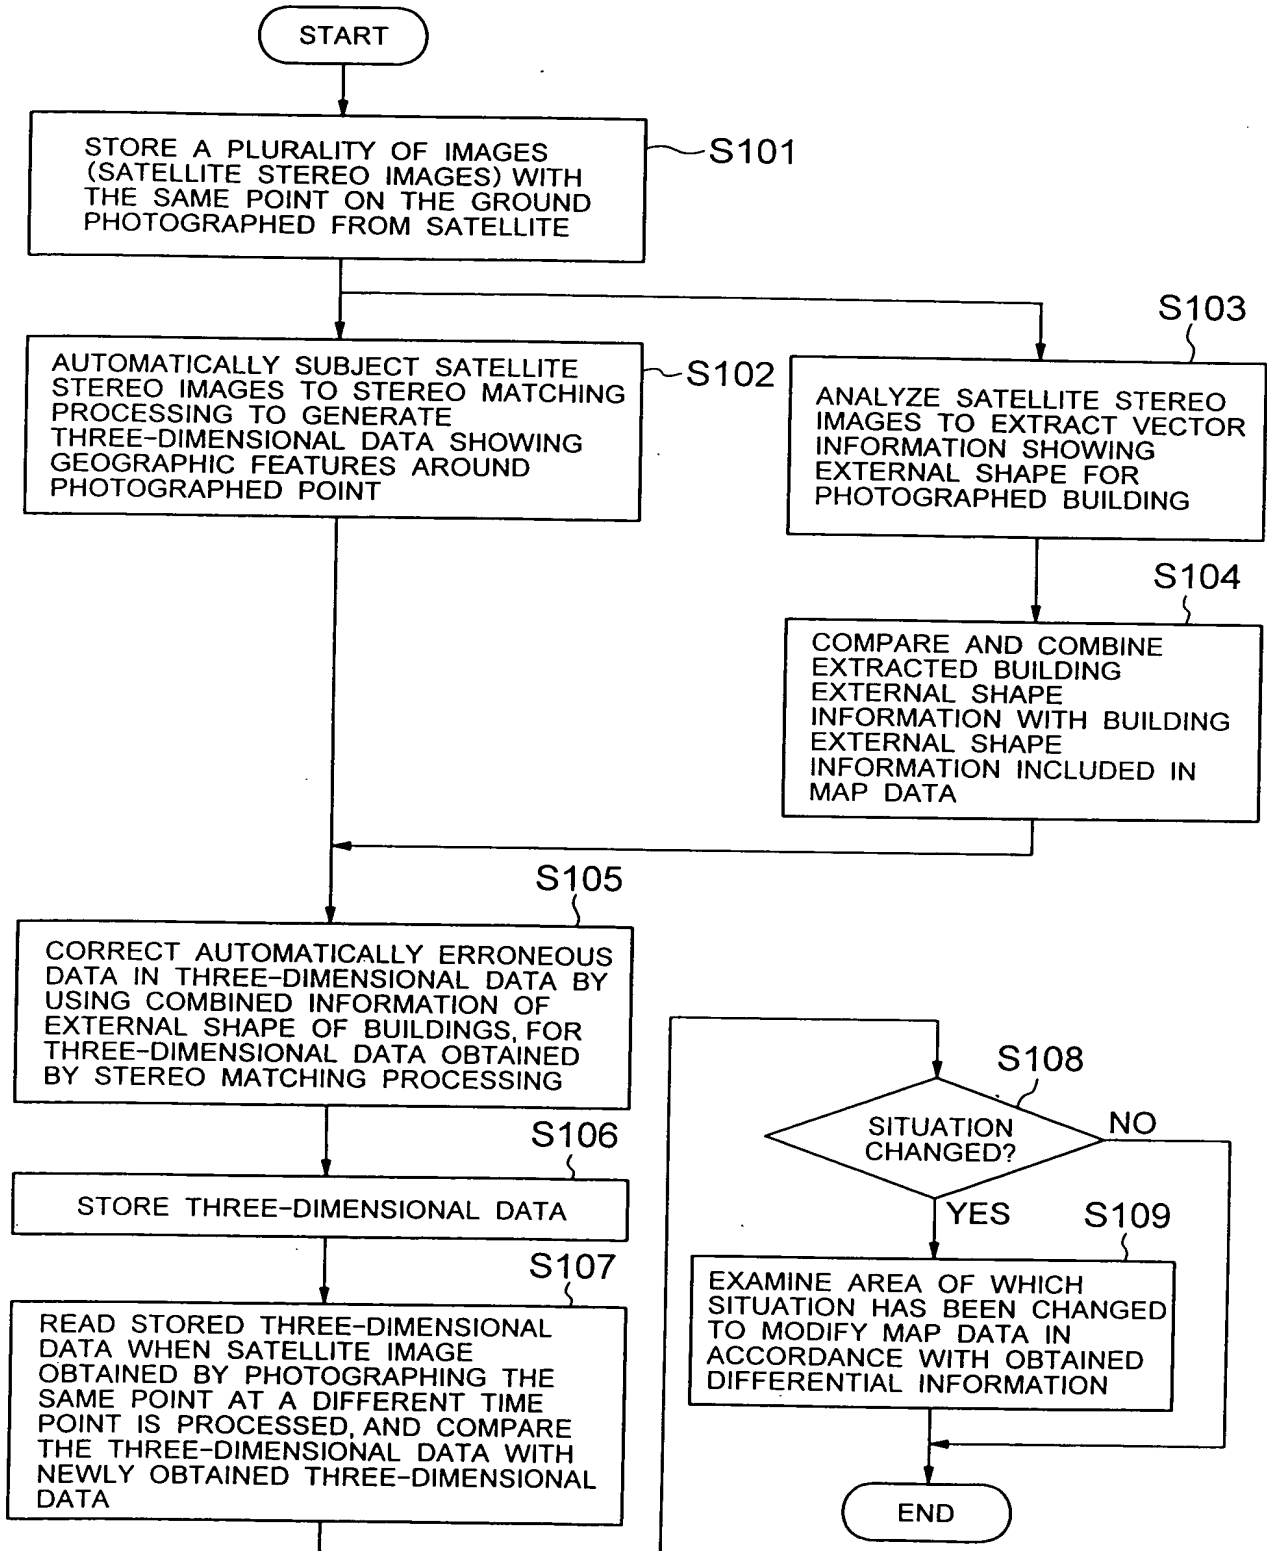 START
STORE A PLURALITY OF IMAGES
(SATELLITE STEREO IMAGES) WITH
THE SAME POINT ON THE GROUND
PHOTOGRAPHED FROM SATELLITE
S101
AUTOMATICALLY SUBJECT SATELLITE
STEREO IMAGES TO STEREO MATCHING
PROCESSING TO GENERATE
THREE-DIMENSIONAL DATA SHOWING
GEOGRAPHIC FEATURES AROUND
PHOTOGRAPHED POINT
S102
S103
ANALYZE SATELLITE STEREO
IMAGES TO EXTRACT VECTOR
INFORMATION SHOWING
EXTERNAL SHAPE FOR
PHOTOGRAPHED BUILDING
S104
COMPARE AND COMBINE
EXTRACTED BUILDING
EXTERNAL SHAPE
INFORMATION WITH BUILDING
EXTERNAL SHAPE
INFORMATION INCLUDED IN
MAP DATA
S105
CORRECT AUTOMATICALLY ERRONEOUS
DATA IN THREE-DIMENSIONAL DATA BY
USING COMBINED INFORMATION OF
EXTERNAL SHAPE OF BUILDINGS, FOR
THREE-DIMENSIONAL DATA OBTAINED
BY STEREO MATCHING PROCESSING
S106
STORE THREE-DIMENSIONAL DATA
S107
READ STORED THREE-DIMENSIONAL
DATA WHEN SATELLITE IMAGE
OBTAINED BY PHOTOGRAPHING THE
SAME POINT AT A DIFFERENT TIME
POINT IS PROCESSED, AND COMPARE
THE THREE-DIMENSIONAL DATA WITH
NEWLY OBTAINED THREE-DIMENSIONAL
DATA
S108
SITUATION
CHANGED?
NO
YES
S109
EXAMINE AREA OF WHICH
SITUATION HAS BEEN CHANGED
TO MODIFY MAP DATA IN
ACCORDANCE WITH OBTAINED
DIFFERENTIAL INFORMATION
END